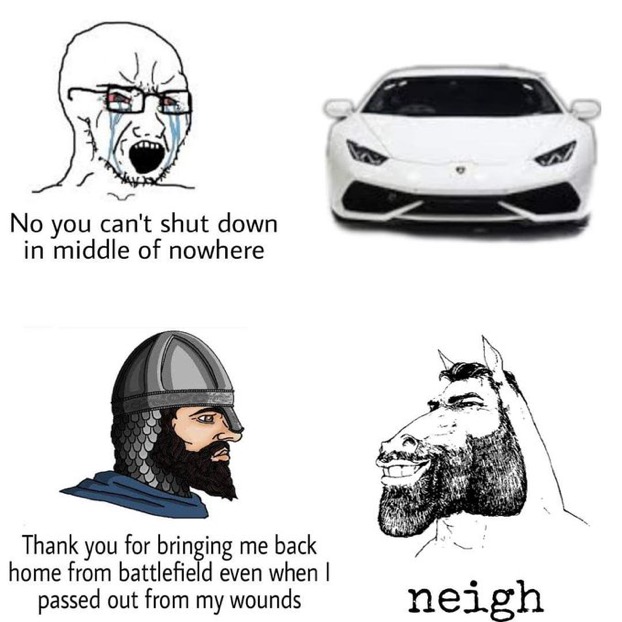 No you can't shut down
in middle of nowhere
Thank you for bringing me back
home from battlefield even when I
passed out from my wounds
neigh